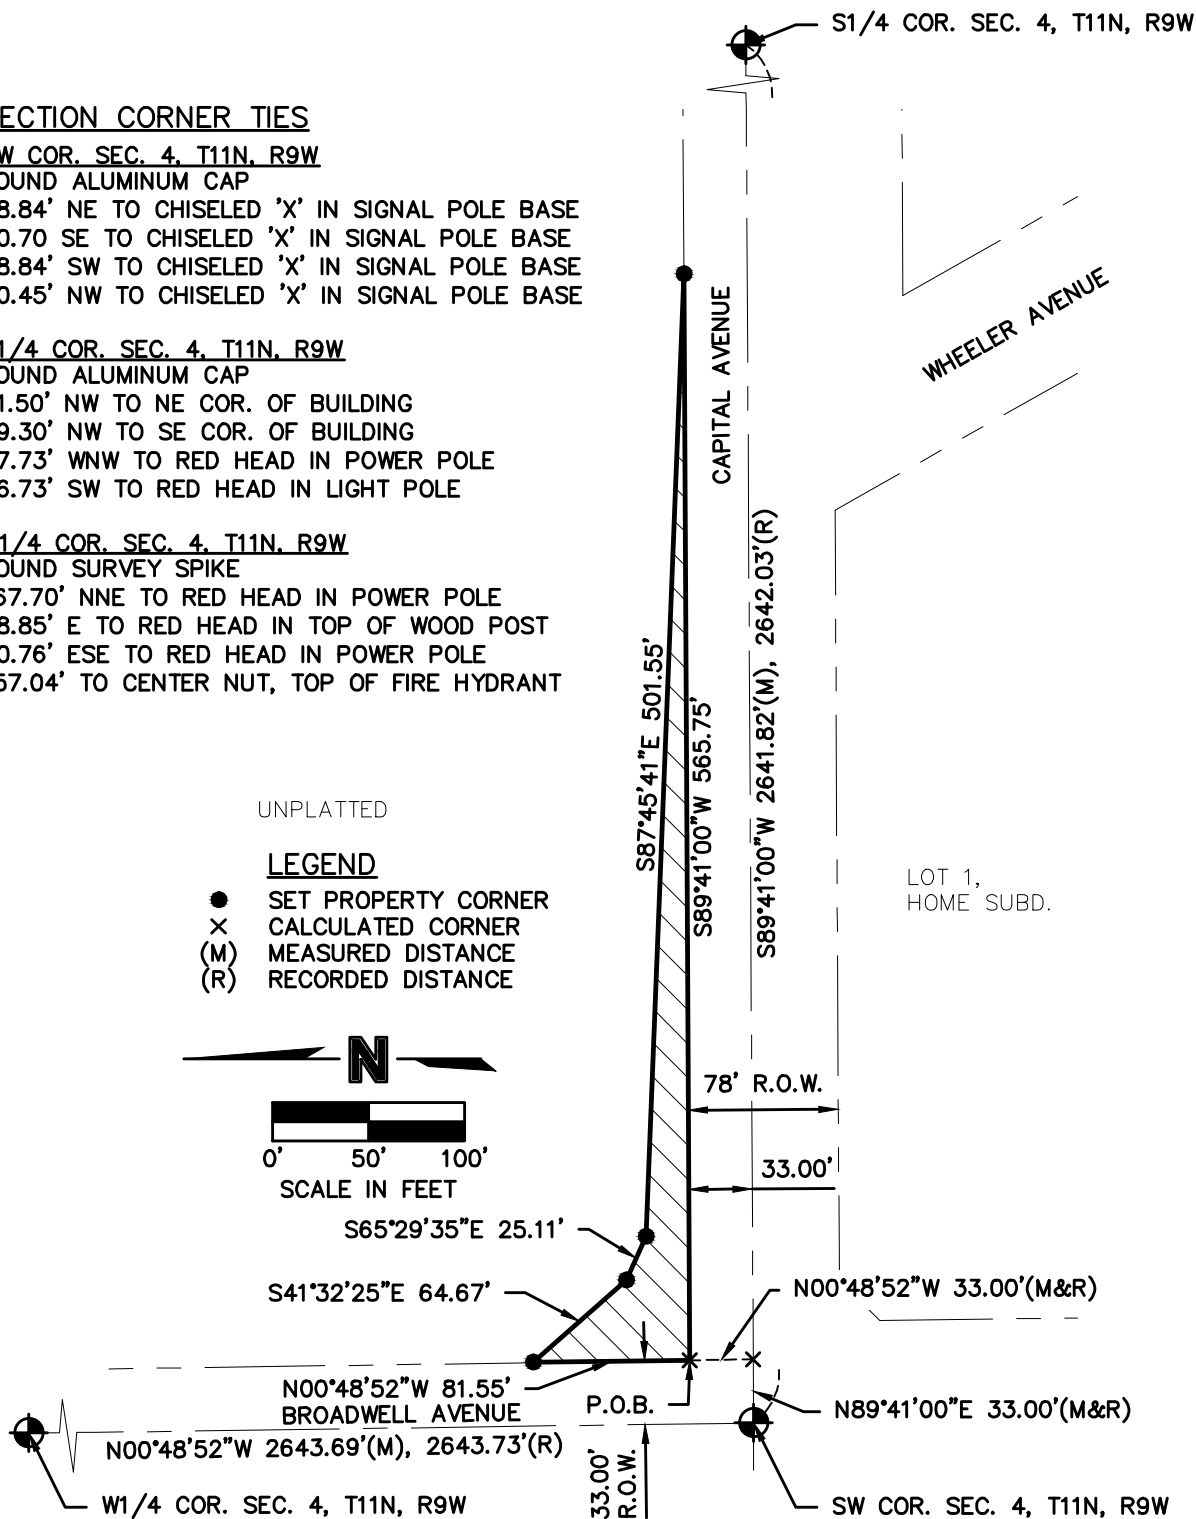 S1/4 COR. SEC. 4, T11N, R9W
ECTION CORNER TIES
W COR. SEC. 4, T11N, R9W
OUND ALUMINUM CAP
8.84' NE TO CHISELED 'X' IN SIGNAL POLE BASE
0.70 SE TO CHISELED 'X' IN SIGNAL POLE BASE
8.84' SW TO CHISELED 'X' IN SIGNAL POLE BASE
0.45' NW TO CHISELED 'X' IN SIGNAL POLE BASE
1/4 COR. SEC. 4, T11N, R9W
OUND ALUMINUM CAP
1.50' NW TO NE COR. OF BUILDING
9.30' NW TO SE COR. OF BUILDING
7.73' WNW TO RED HEAD IN POWER POLE
6.73' SW TO RED HEAD IN LIGHT POLE
1/4 COR. SEC. 4, T11N, R9W
OUND SURVEY SPIKE
67.70' NNE TO RED HEAD IN POWER POLE
8.85' E TO RED HEAD IN TOP OF WOOD POST
0.76' ESE TO RED HEAD IN POWER POLE
57.04' TO CENTER NUT, TOP OF FIRE HYDRANT
CAPITAL AVENUE
WHEELER AVENUE
S87°45'41"E 501.55'
S89°41'00"W 565.75'
S89°41'00"W 2641.82'(M), 2642.03'(R)
UNPLATTED
LEGEND
SET PROPERTY CORNER
CALCULATED CORNER
(M) MEASURED DISTANCE
(R) RECORDED DISTANCE
LOT 1,
HOME SUBD.
N
0' 50' 100'
SCALE IN FEET
78' R.O.W.
33.00'
S65°29'35"E 25.11'
S41°32'25"E 64.67'
N00°48'52"W 33.00'(M&R)
N00°48'52"W 81.55'
BROADWELL AVENUE
P.O.B.
N89°41'00"E 33.00'(M&R)
N00°48'52"W 2643.69'(M), 2643.73'(R)
33.00'
R.O.W.
W1/4 COR. SEC. 4, T11N, R9W
SW COR. SEC. 4, T11N, R9W